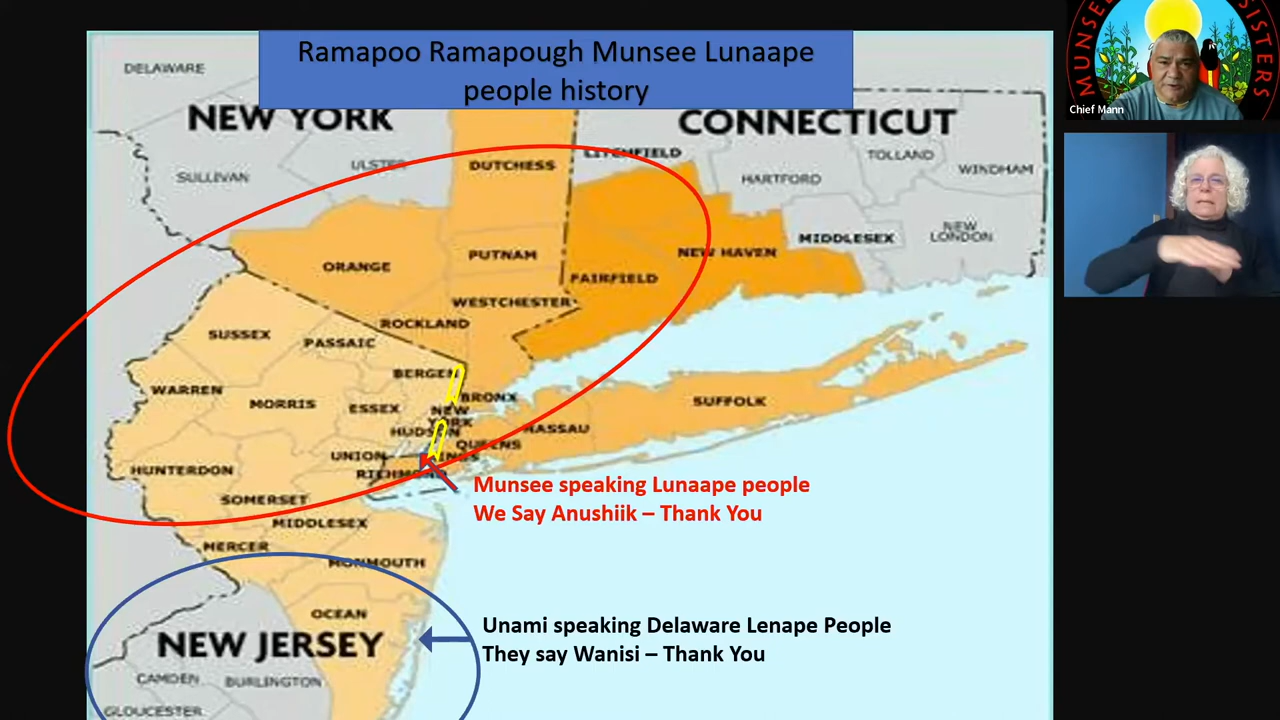 Ramapoo Ramapough Munsee Lunaape
people history
DELAWARE
NEW YORK
CONNECTICUT
DUTCHESS
LITCHFIELD
TOLLAND
ULSTER
SULLIVAN
HARTFORD
WINDHAM
NEW
LONDON
MIDDLESEX
NEW HAVEN
PUTNAM
ORANGE
FAIRFIELD
WESTCHESTER
ROCKLAND
SUSSEX
PASSAIC
BERGEN
WARREN
BRONX
MORRIS
ESSEX
NEW
YORK
SUFFOLK
HUDSON
NASSAU
QUEENS
UNION
KINGS
HUNTERDON
RICHMOND
SOMERSET
Munsee speaking Lunaape people
We Say Anushiik – Thank You
MIDDLESEX
MERCER
MONMOUTH
OCEAN
NEW JERSEY
Unami speaking Delaware Lenape People
They say Wanisi – Thank You
CAMDEN
BURLINGTON
GLOUCESTER
Chief Mann